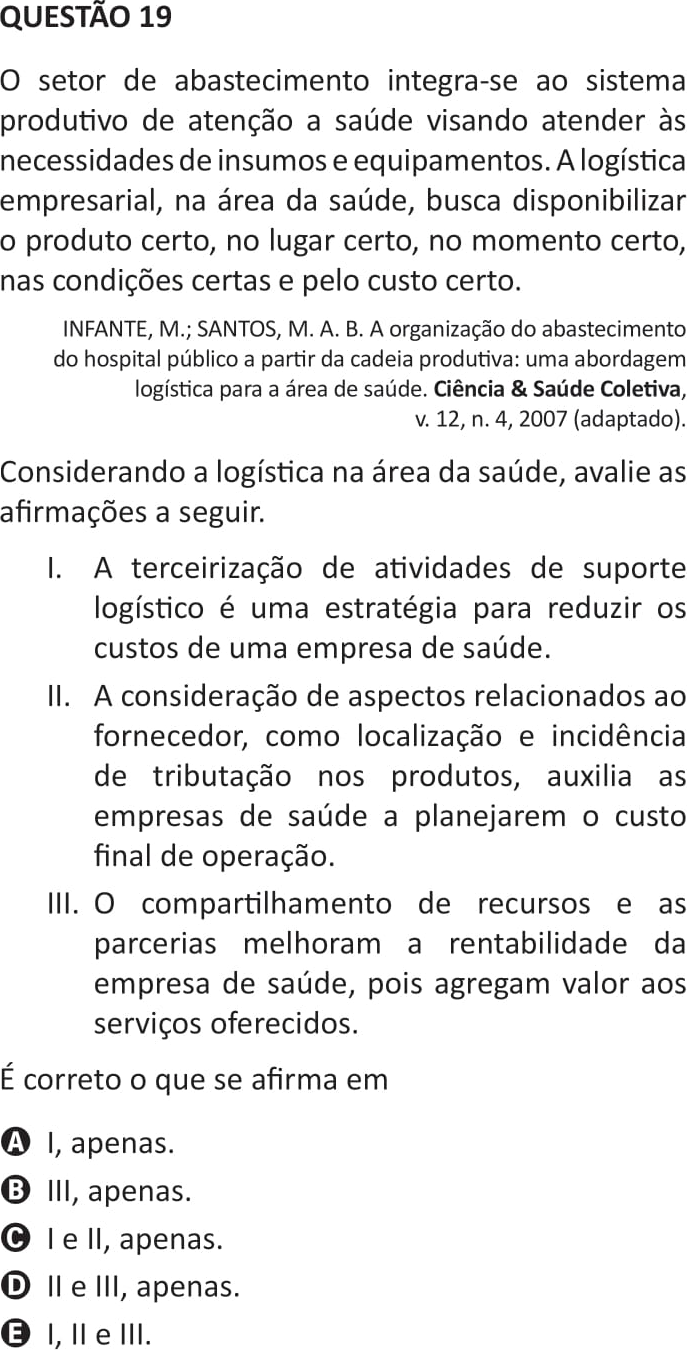 QUESTÃO 19
O setor de abastecimento integra-se ao sistema
produtivo de atenção a saúde visando atender às
necessidades de insumos e equipamentos. A logística
empresarial, na área da saúde, busca disponibilizar
o produto certo, no lugar certo, no momento certo,
nas condições certas e pelo custo certo.
INFANTE, M.; SANTOS, M. A. B. A organização do abastecimento
do hospital público a partir da cadeia produtiva: uma abordagem
logística para a área de saúde. Ciência & Saúde Coletiva,
v. 12, n. 4, 2007 (adaptado).
Considerando a logística na área da saúde, avalie as
afirmações a seguir.
I. A terceirização de atividades de suporte
logístico é uma estratégia para reduzir os
custos de uma empresa de saúde.
II. A consideração de aspectos relacionados ao
fornecedor, como localização e incidência
de tributação nos produtos, auxilia as
empresas de saúde a planejarem o custo
final de operação.
III. O compartilhamento de recursos e as
parcerias melhoram a rentabilidade da
empresa de saúde, pois agregam valor aos
serviços oferecidos.
É correto o que se afirma em
A I, apenas.
B III, apenas.
C I e II, apenas.
D II e III, apenas.
E I, II e III.